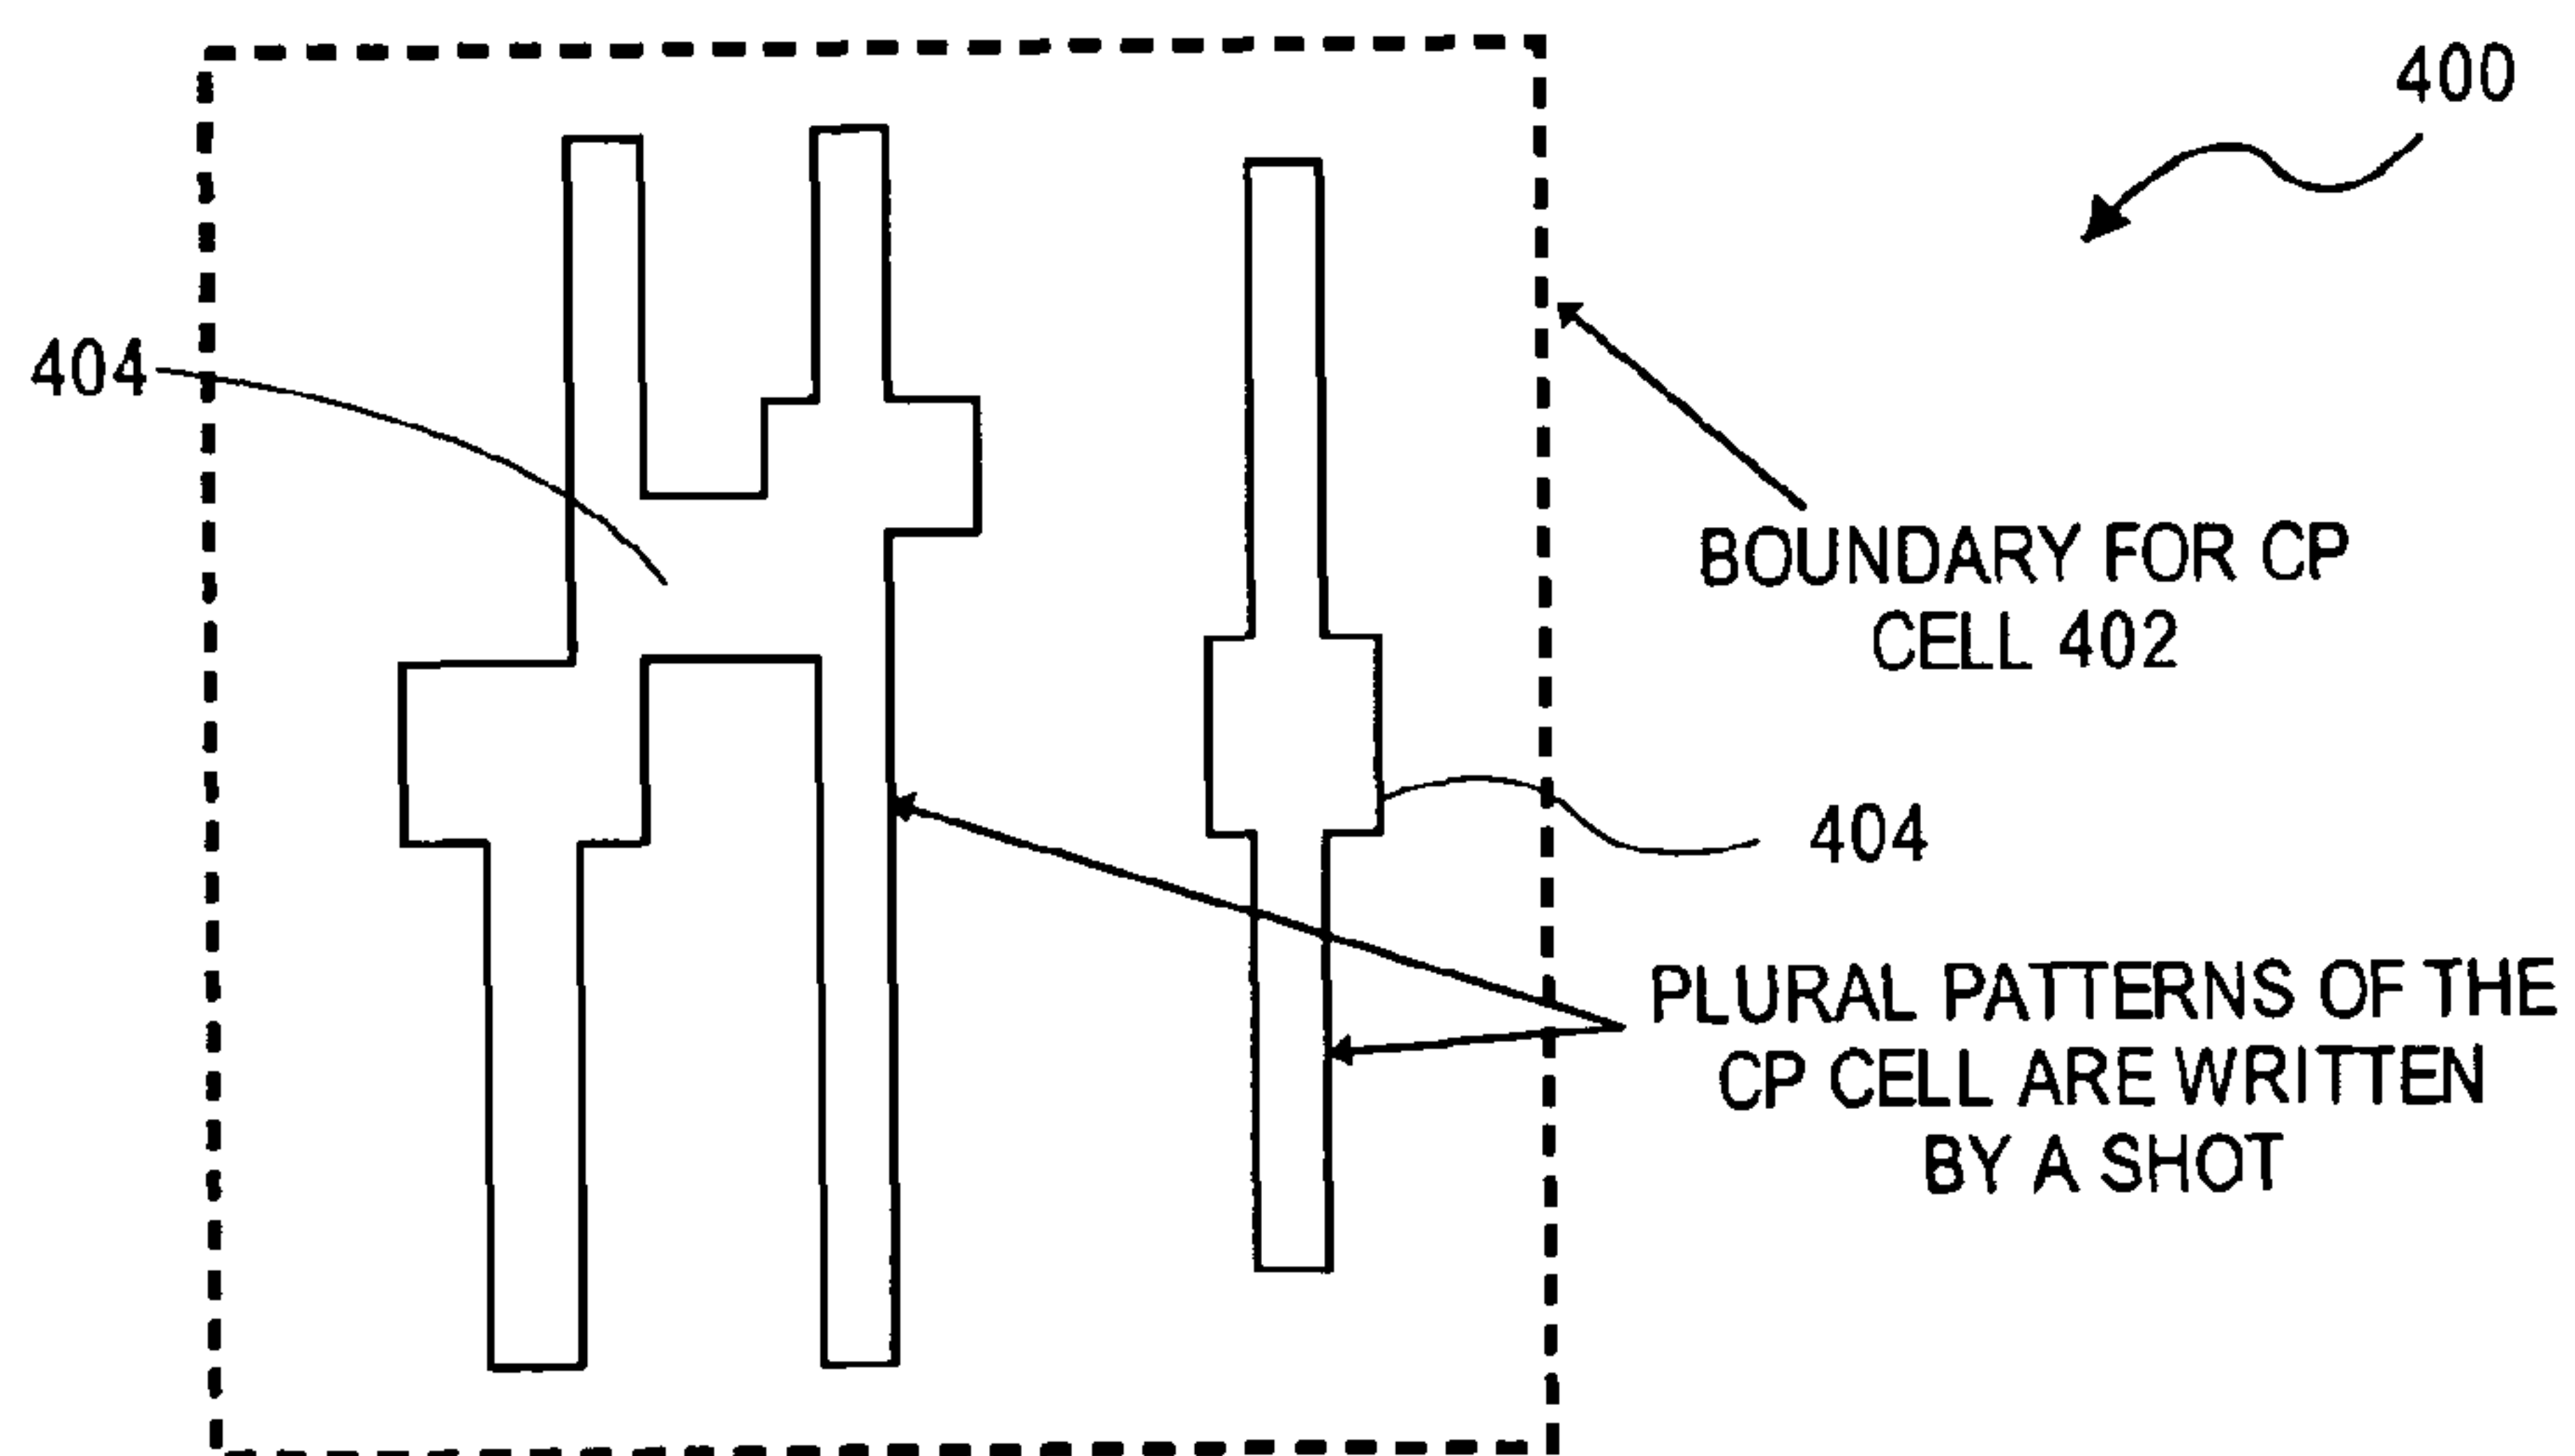 400
404
BOUNDARY FOR CP
CELL 402
404
PLURAL PATTERNS OF THE
CP CELL ARE WRITTEN
BY A SHOT